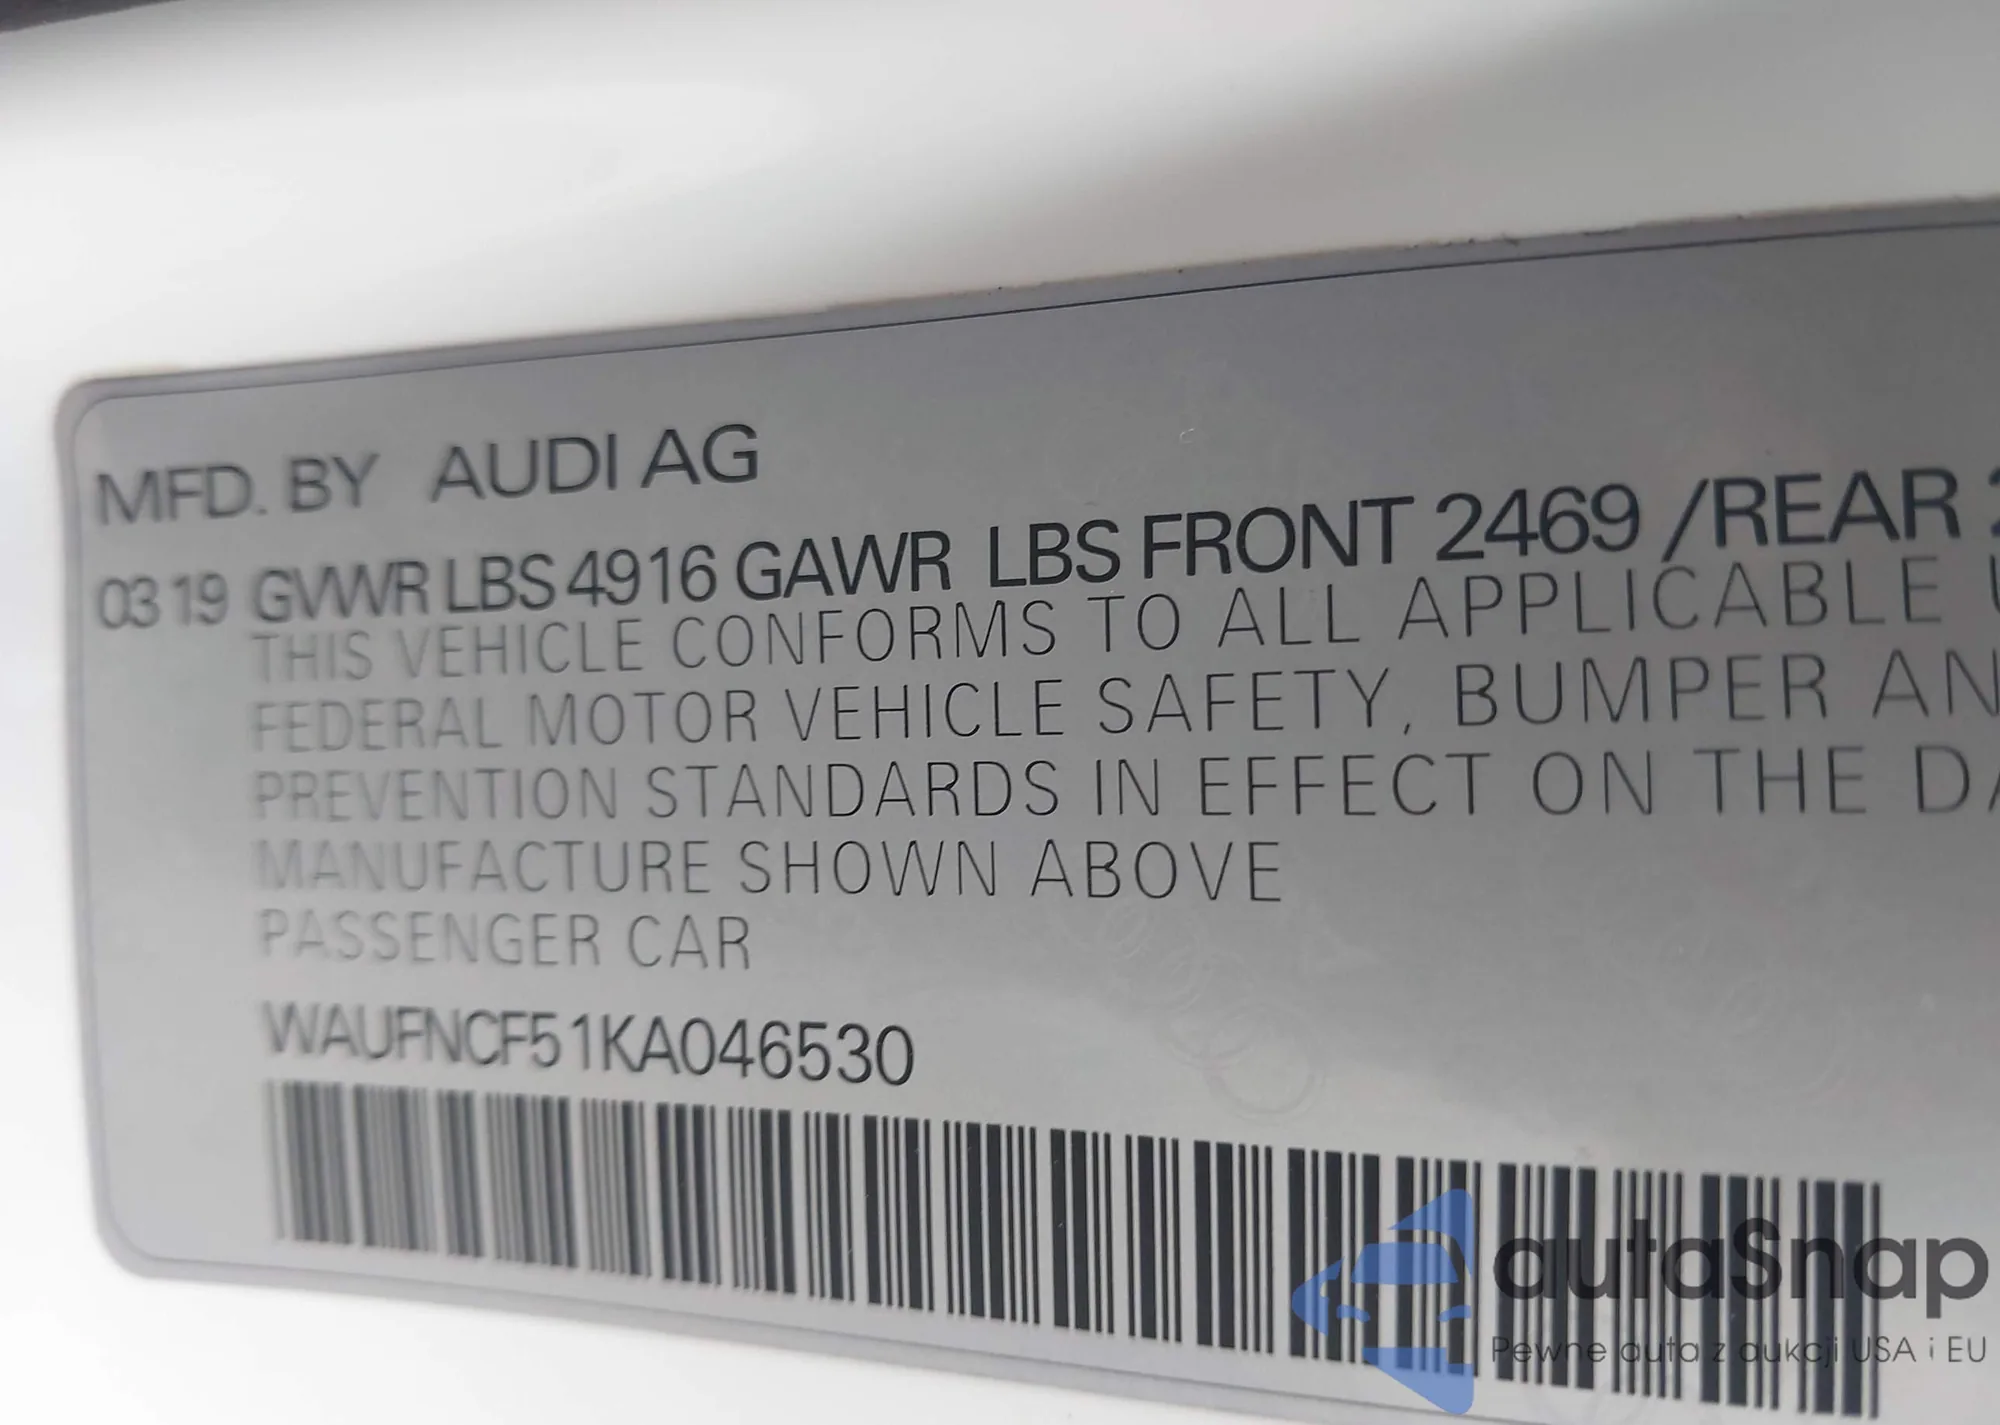 MFD. BY AUDI AG
03 19 GVWR LBS 4916 GAWR LBS FRONT 2469 /REAR
THIS VEHICLE CONFORMS TO ALL APPLICABLE
FEDERAL MOTOR VEHICLE SAFETY, BUMPER AN
PREVENTION STANDARDS IN EFFECT ON THE DA
MANUFACTURE SHOWN ABOVE
PASSENGER CAR
WAUFNCF51KA046530
autaSnap
Pewne auta z aukcji USA i EU